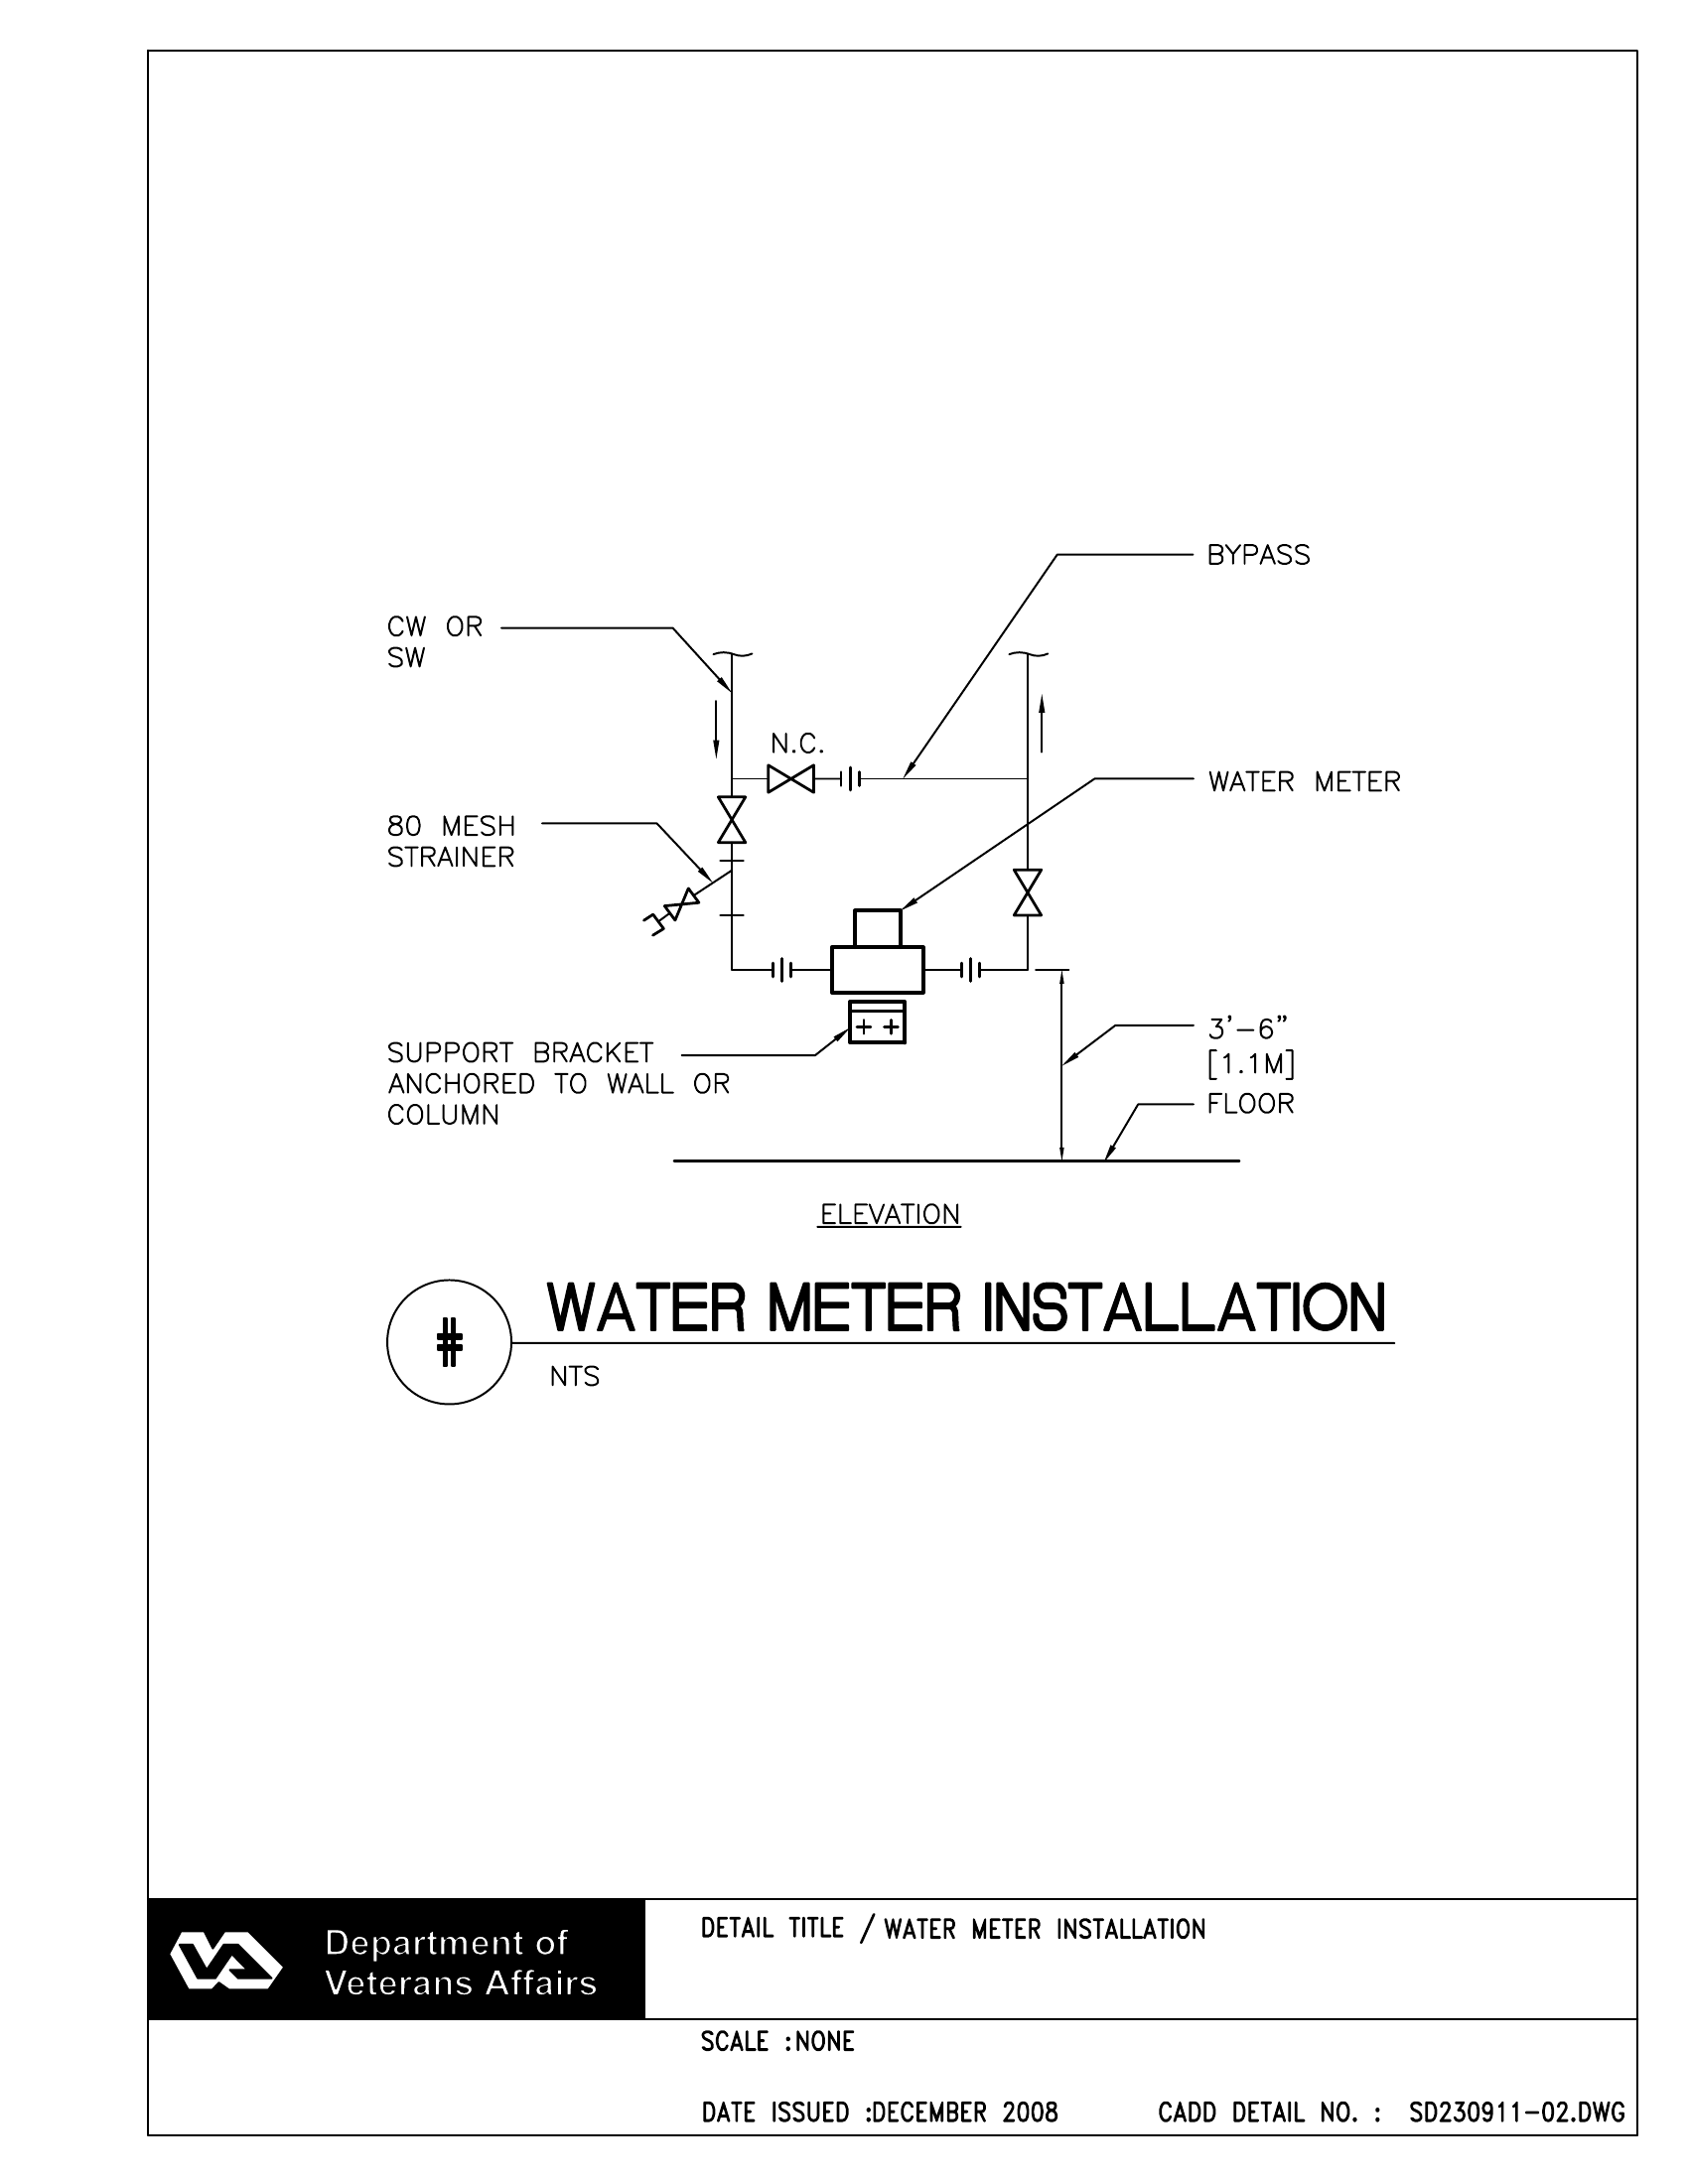 BYPASS
CW OR
SW
N.C.
WATER METER
80 MESH
STRAINER
3'-6"
[1.1M]
SUPPORT BRACKET
ANCHORED TO WALL OR
COLUMN
FLOOR
ELEVATION
# WATER METER INSTALLATION
NTS
Department of
Veterans Affairs
DETAIL TITLE / WATER METER INSTALLATION
SCALE :NONE
DATE ISSUED :DECEMBER 2008 CADD DETAIL NO. : SD230911-02.DWG